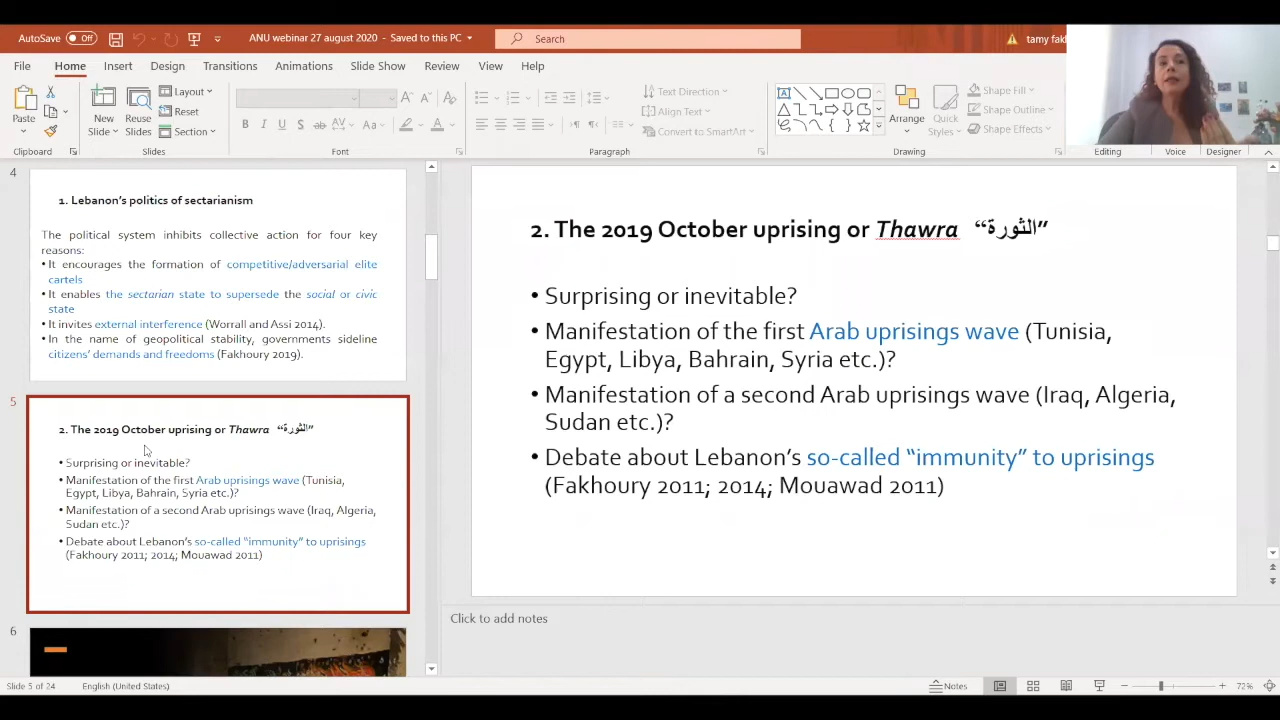 AutoSave Off ANU webinar 27 august 2020 - Saved to this PC Search tamy fakh
File Home Insert Design Transitions Animations Slide Show Review View Help
Paste New Slide Reuse Slides Layout Reset Section
Text Direction Align Text Convert to SmartArt
Arrange Quick Styles Shape Fill Shape Outline Shape Effects
Clipboard Slides Font Paragraph Drawing Editing Voice Designer
4
1. Lebanon's politics of sectarianism
The political system inhibits collective action for four key
reasons:
• It encourages the formation of competitive/adversarial elite
cartels
• It enables the sectarian state to supersede the social or civic
state
• It invites external interference (Worrall and Assi 2014).
• In the name of geopolitical stability, governments sideline
citizens' demands and freedoms (Fakhoury 2019).
5
2. The 2019 October uprising or Thawra “الثورة”
• Surprising or inevitable?
• Manifestation of the first Arab uprisings wave (Tunisia,
Egypt, Libya, Bahrain, Syria etc.)?
• Manifestation of a second Arab uprisings wave (Iraq, Algeria,
Sudan etc.)?
• Debate about Lebanon's so-called “immunity” to uprisings
(Fakhoury 2011; 2014; Mouawad 2011)
6
2. The 2019 October uprising or Thawra “الثورة”
• Surprising or inevitable?
• Manifestation of the first Arab uprisings wave (Tunisia,
Egypt, Libya, Bahrain, Syria etc.)?
• Manifestation of a second Arab uprisings wave (Iraq, Algeria,
Sudan etc.)?
• Debate about Lebanon's so-called “immunity” to uprisings
(Fakhoury 2011; 2014; Mouawad 2011)
Click to add notes
Slide 5 of 24 English (United States) Notes 72%